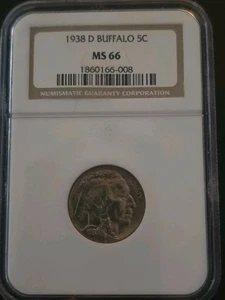 1938 D BUFFALO 5C
MS 66
1860166-008
NUMISMATIC GUARANTY CORPORATION